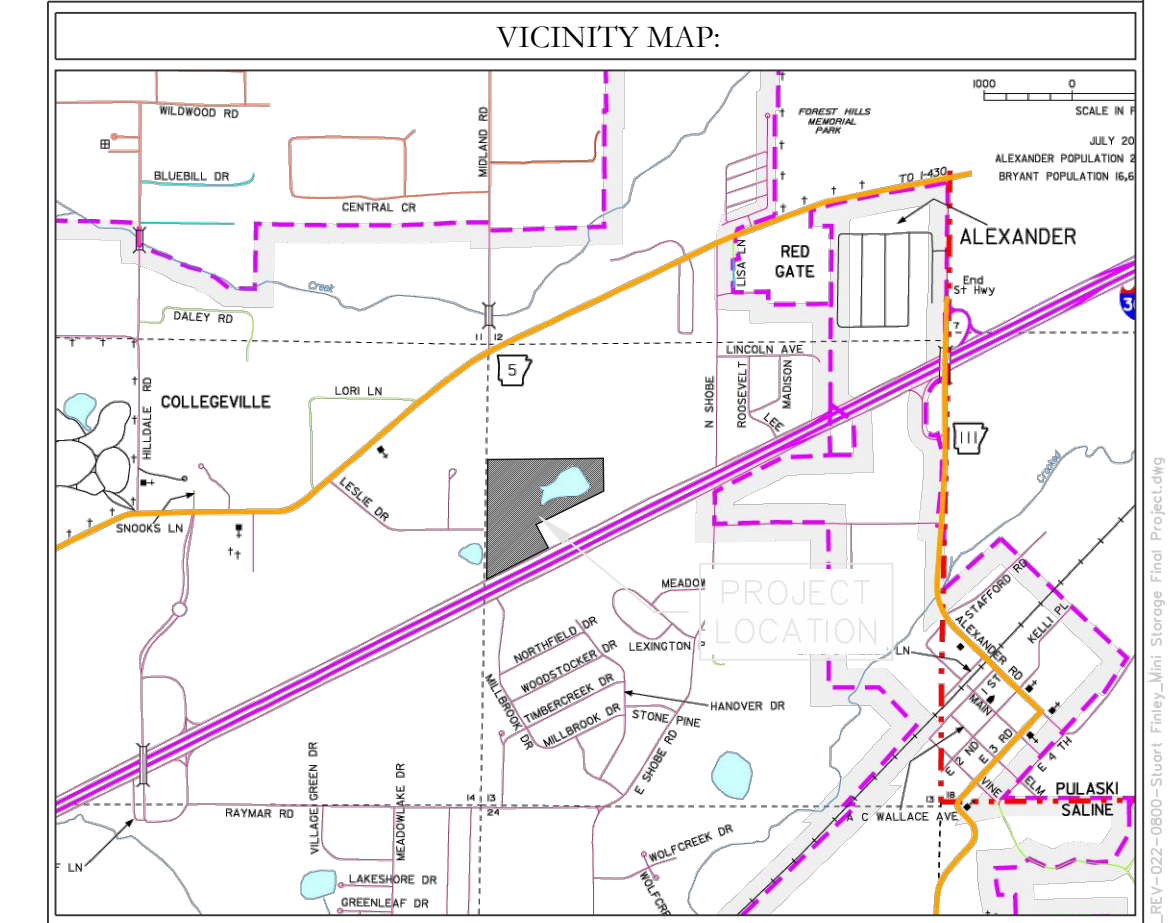 VICINITY MAP:
1000 0
SCALE IN F
JULY 20
ALEXANDER POPULATION 2
BRYANT POPULATION 16,6
WILDWOOD RD
MIDLAND RD
FOREST HILLS
MEMORIAL
PARK
BLUEBILL DR
CENTRAL CR
TO I-430
ALEXANDER
RED
GATE
LISA LN
End
St Hwy
Creek
DALEY RD
11 12
7
5
LINCOLN AVE
HILLDALE RD
COLLEGEVILLE
LORI LN
N SHOBE
ROOSEVELT
MADISON
LEE
111
Crooked
SNOOKS LN
LESLIE DR
PROJECT
LOCATION
MEADOW
LEXINGTON
STAFFORD RD
KELLI PL
ALEXANDER RD
LN
NORTHFIELD DR
WOODSTOCKER DR
TIMBERCREEK DR
MILLBROOK DR
MILLBROOK DR
HANOVER DR
STONE PINE
E SHOBE RD
1 ST
MAIN
E 2 ND
E 3 RD
E 4 TH
VINE
ELM
VILLAGE GREEN DR
MEADOWLAKE DR
RAYMAR RD
14 13
24
13 18
PULASKI
SALINE
A C WALLACE AVE
F LN
WOLFCREEK DR
WOLFCRE
LAKESHORE DR
GREENLEAF DR
REV-022-0800-Stuart Finley_Mini Storage Final Project.dwg